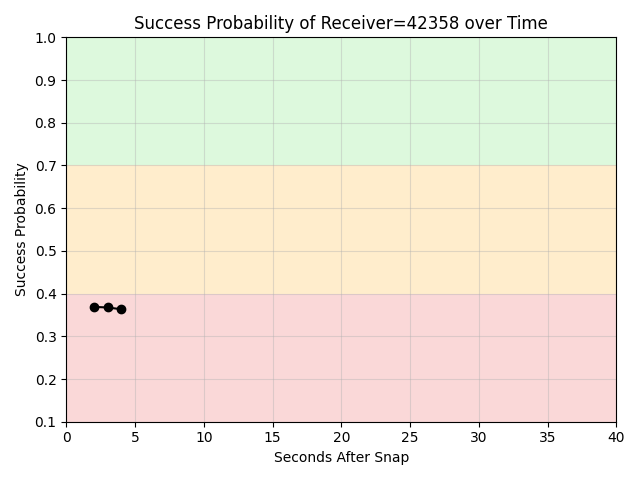 Success Probability of Receiver=42358 over Time
1.0
0.9
0.8
0.7
0.6
0.5
0.4
0.3
0.2
0.1
Success Probability
0 5 10 15 20 25 30 35 40
Seconds After Snap